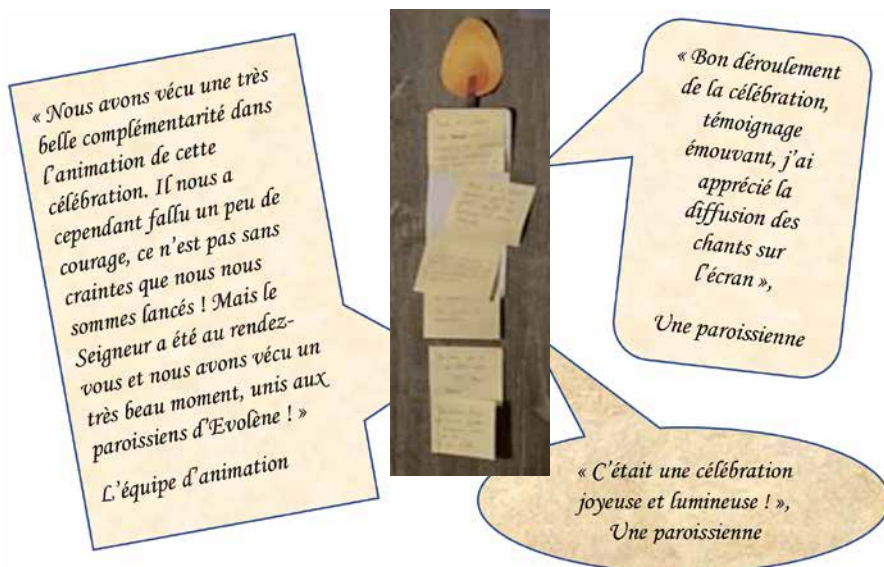 « Nous avons vécu une très
belle complémentarité dans
l'animation de cette
célébration. Il nous a
cependant fallu un peu de
courage, ce n'est pas sans
craintes que nous nous
sommes lancés ! Mais le
Seigneur a été au rendez-
vous et nous avons vécu un
très beau moment, unis aux
paroissiens d'Evolène ! »
L'équipe d'animation
« Bon déroulement
de la célébration,
témoignage
émouvant, j'ai
apprécié la
diffusion des
chants sur
l'écran »,
Une paroissienne
« C'était une célébration
joyeuse et lumineuse ! »,
Une paroissienne